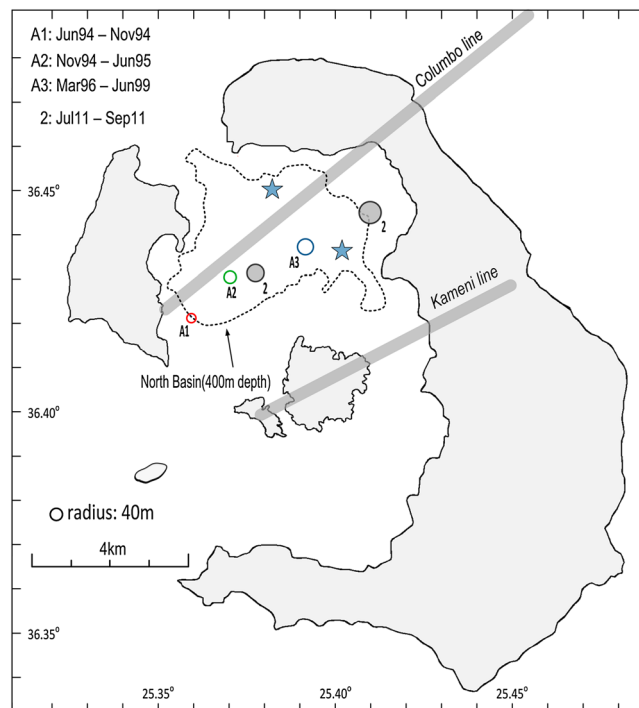 A1: Jun94 – Nov94
A2: Nov94 – Jun95
A3: Mar96 – Jun99
2: Jul11 – Sep11
Columbo line
36.45°
2
A3
A2
2
Kameni line
A1
North Basin(400m depth)
36.40°
radius: 40m
4km
36.35°
25.35°
25.40°
25.45°